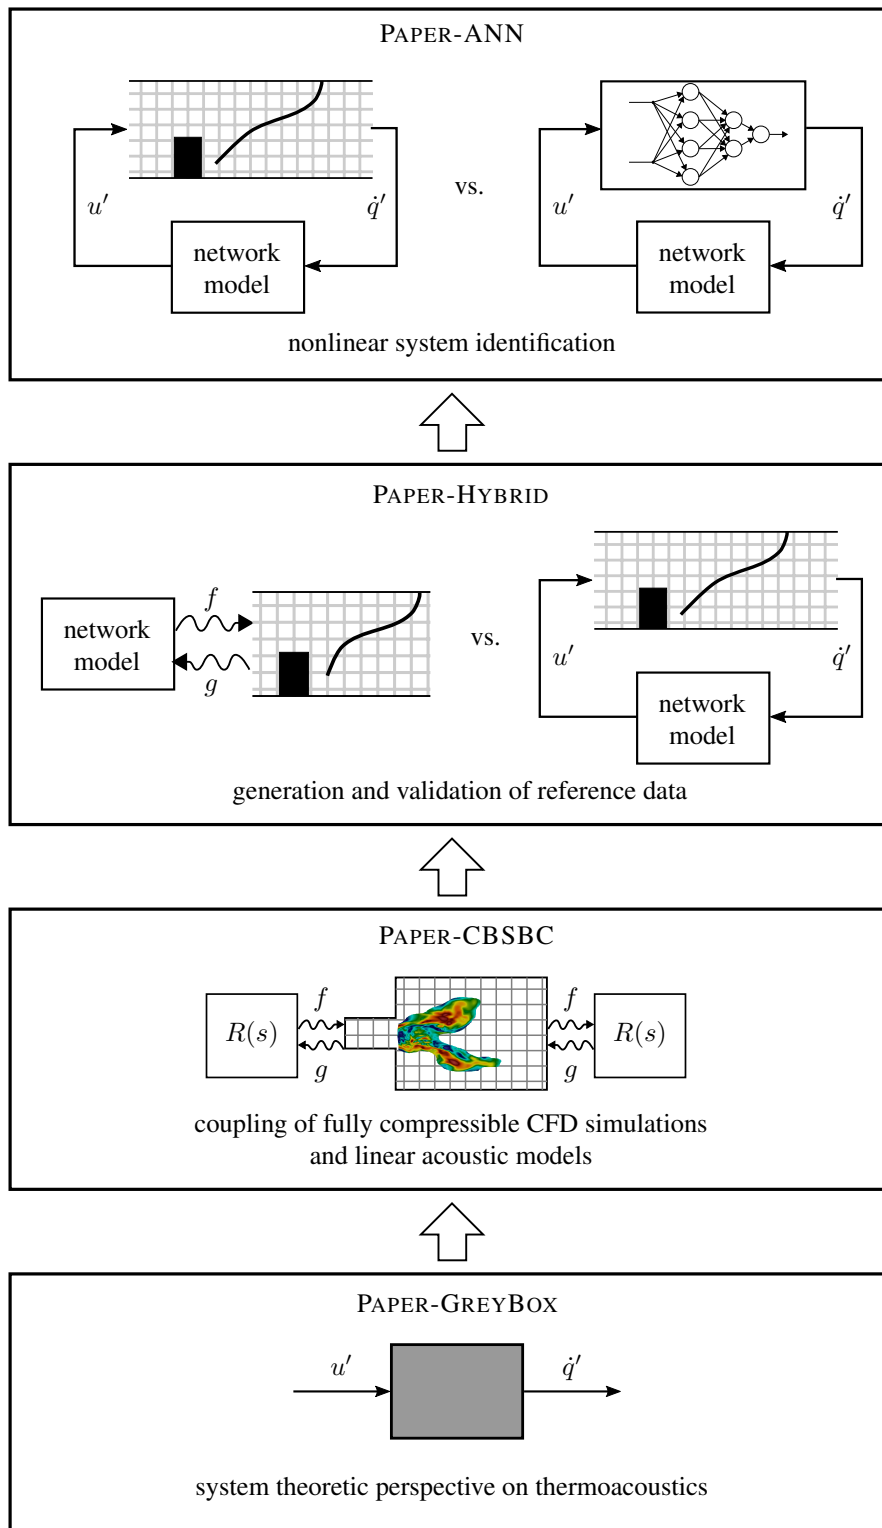 PAPER-ANN
u′
q̇′
vs.
u′
q̇′
network
model
network
model
nonlinear system identification
PAPER-HYBRID
network
model
f
g
vs.
u′
q̇′
network
model
generation and validation of reference data
PAPER-CBSBC
R(s)
f
g
f
g
R(s)
coupling of fully compressible CFD simulations
and linear acoustic models
PAPER-GREYBOX
u′
q̇′
system theoretic perspective on thermoacoustics